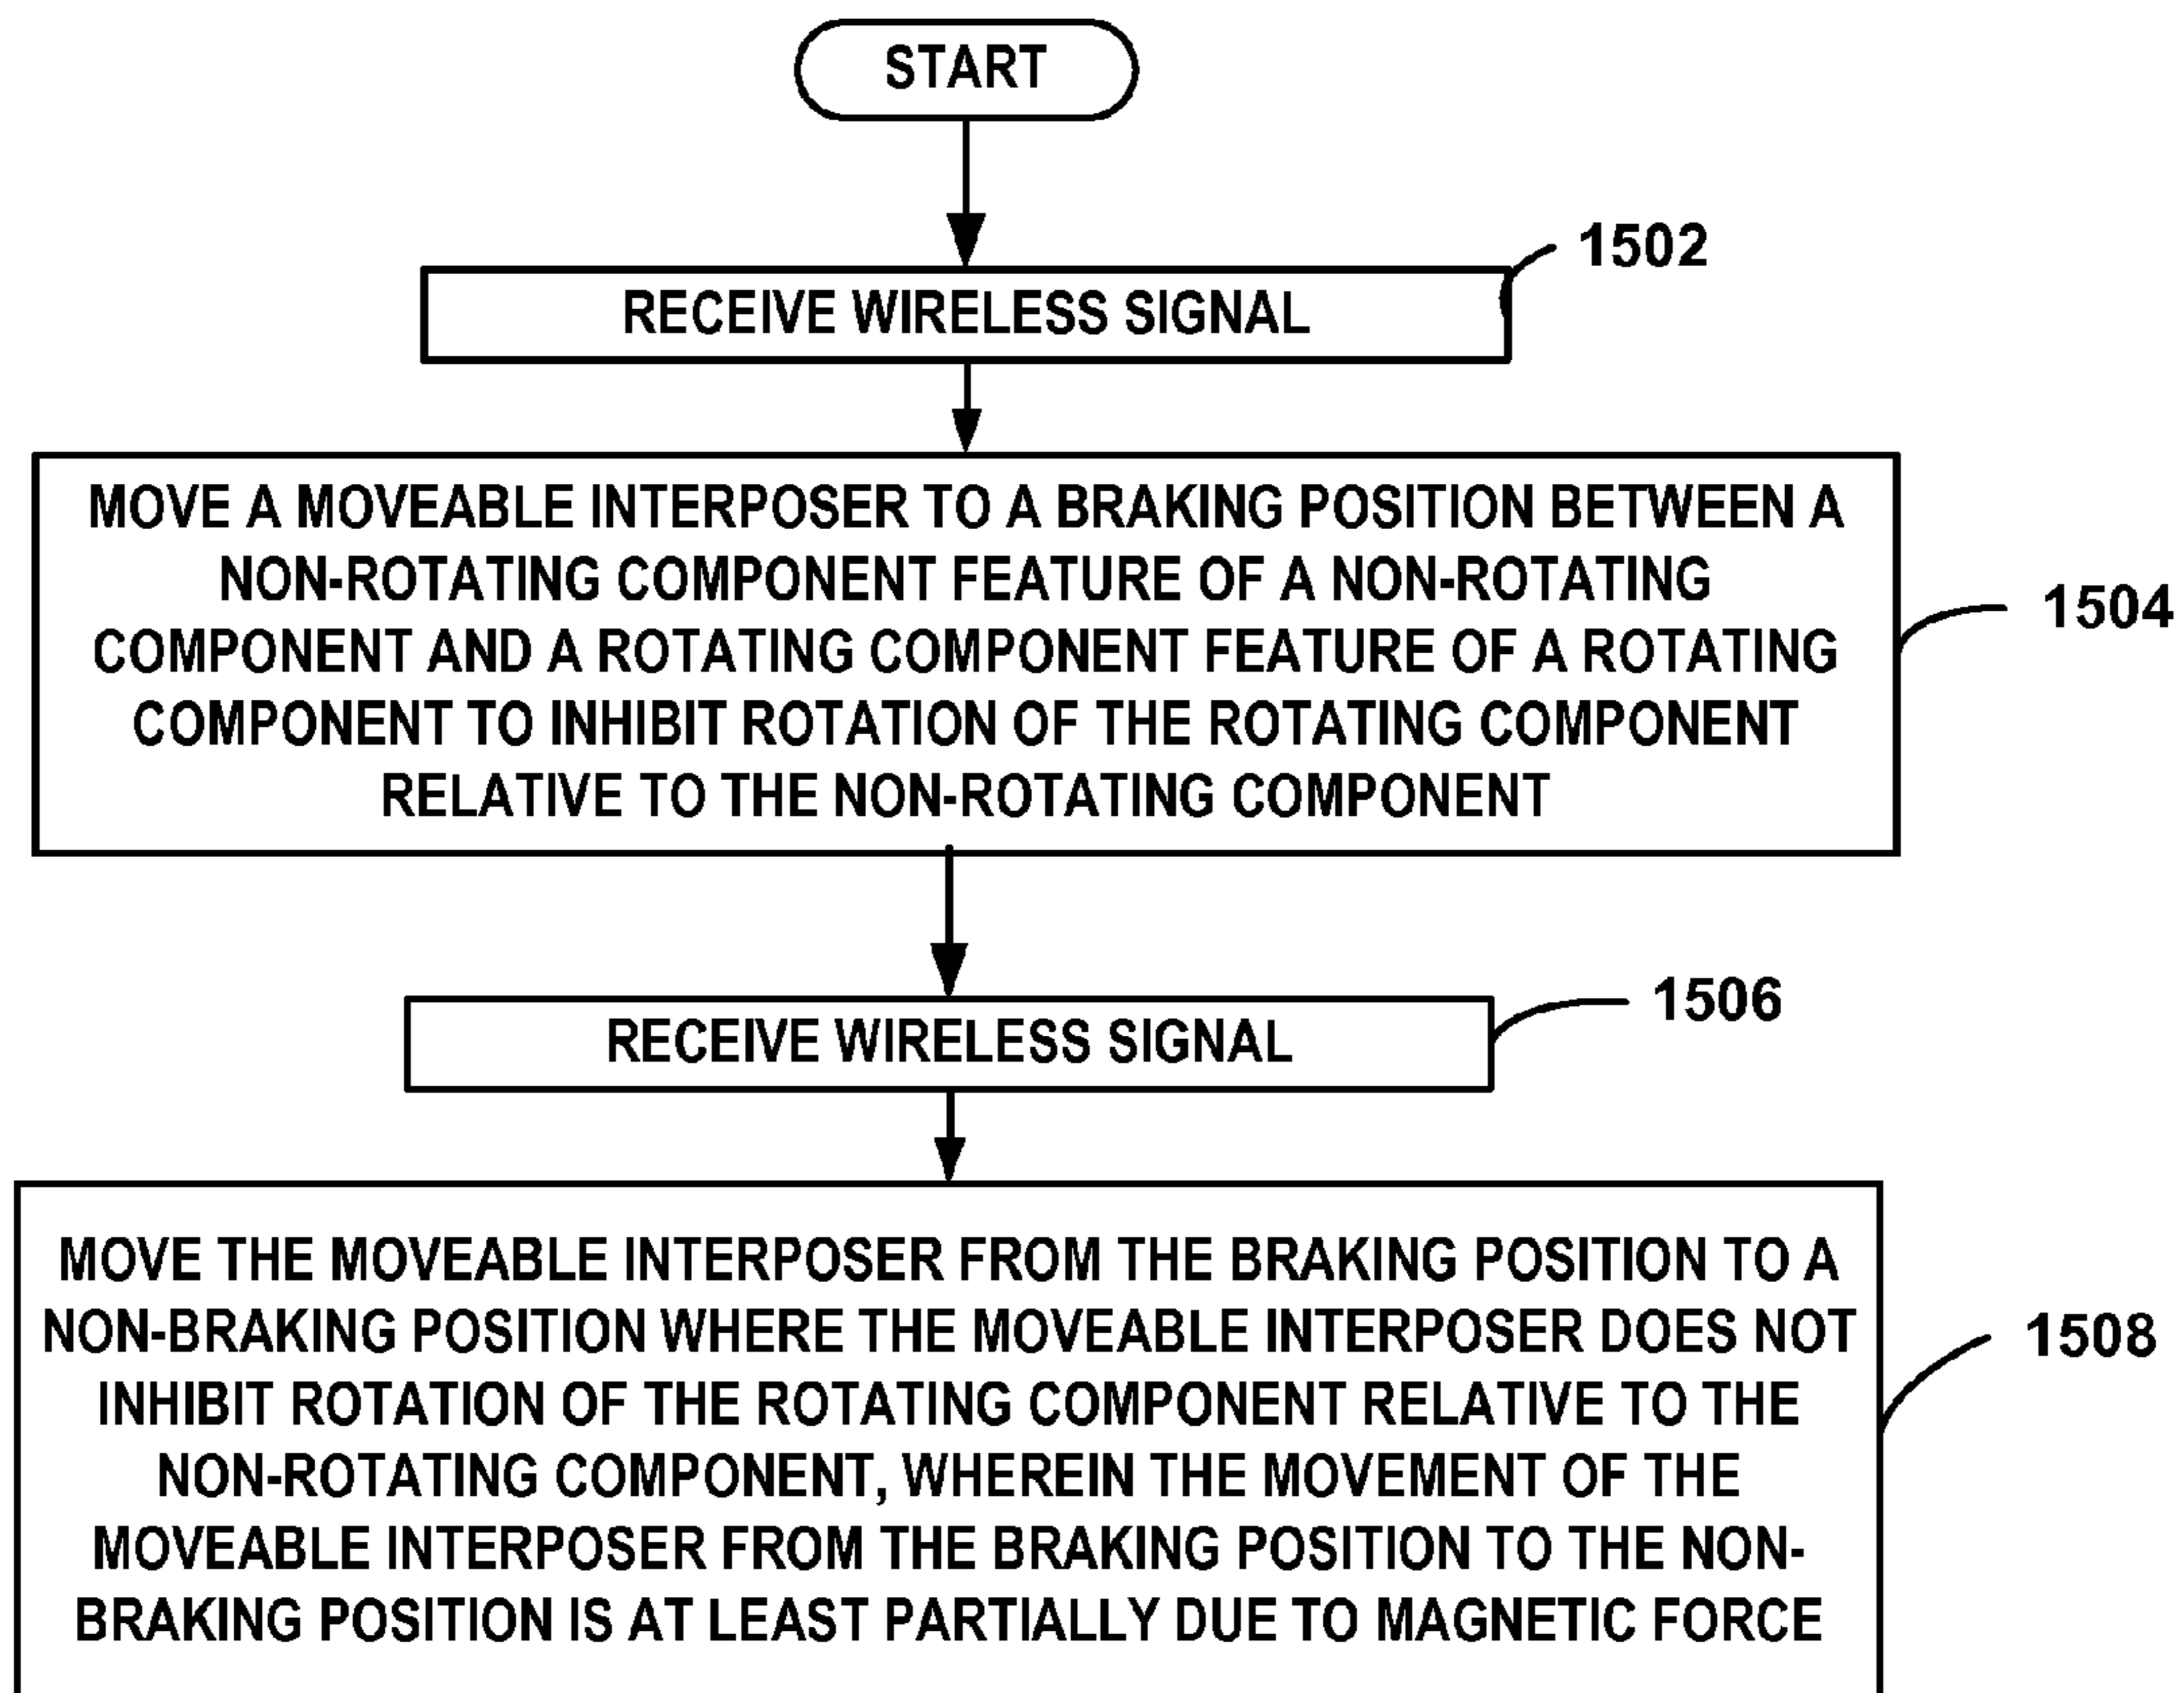 START
1502
RECEIVE WIRELESS SIGNAL
MOVE A MOVEABLE INTERPOSER TO A BRAKING POSITION BETWEEN A
NON-ROTATING COMPONENT FEATURE OF A NON-ROTATING
COMPONENT AND A ROTATING COMPONENT FEATURE OF A ROTATING
COMPONENT TO INHIBIT ROTATION OF THE ROTATING COMPONENT
RELATIVE TO THE NON-ROTATING COMPONENT
1504
RECEIVE WIRELESS SIGNAL
1506
MOVE THE MOVEABLE INTERPOSER FROM THE BRAKING POSITION TO A
NON-BRAKING POSITION WHERE THE MOVEABLE INTERPOSER DOES NOT
INHIBIT ROTATION OF THE ROTATING COMPONENT RELATIVE TO THE
NON-ROTATING COMPONENT, WHEREIN THE MOVEMENT OF THE
MOVEABLE INTERPOSER FROM THE BRAKING POSITION TO THE NON-
BRAKING POSITION IS AT LEAST PARTIALLY DUE TO MAGNETIC FORCE
1508